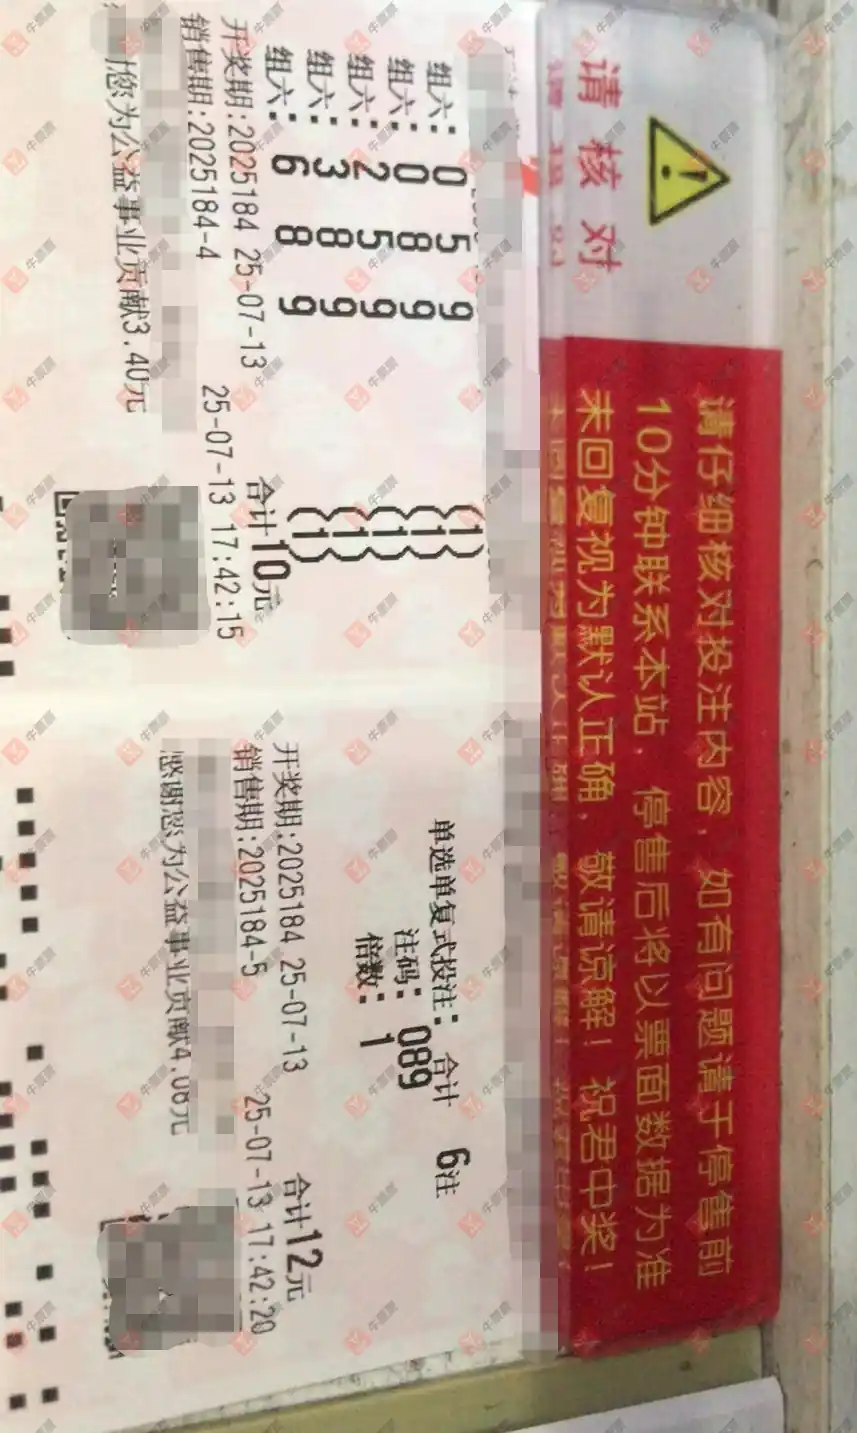 请核对
请仔细核对投注内容，如有问题请于停售前
10分钟联系本站，停售后将以票面数据为准
未回复视为默认正确，敬请谅解！祝君中奖！
组六: 0 5 9 (1)
组六: 0 8 9 (1)
组六: 2 5 9 (1)
组六: 3 8 9 (1)
组六: 6 8 9 (1)
合计10元
开奖期:2025184 25-07-13
销售期:2025184-4 25-07-13 17:42:15
您为公益事业贡献3.40元
单选单复式投注: 合计 6注
注码: 089
倍数: 1
合计12元
开奖期:2025184 25-07-13
销售期:2025184-5 25-07-13 17:42:20
感谢您为公益事业贡献4.08元
牛票票